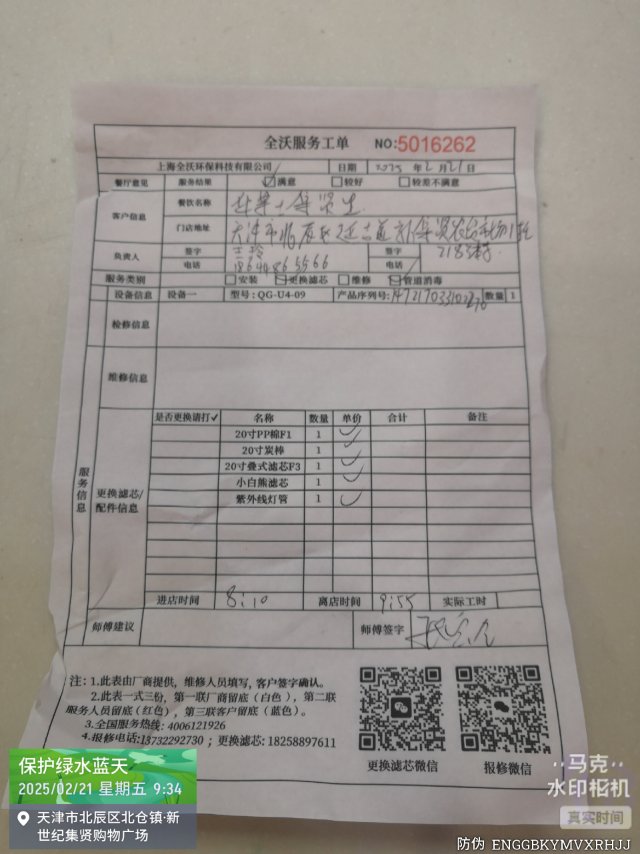 全沃服务工单 NO:5016262
上海全沃环保科技有限公司 日期 2025 年 2 月 21 日
餐厅意见 服务结果 ☑满意 □较好 □较差不满意
客户信息 餐饮名称
门店地址 天津市北辰区
218
负责人 签字 签字
电话 电话
服务类别 □安装 更换滤芯 □维修 管道消毒
设备信息 设备一 型号:QG-U4-09 产品序列号: 数量 1
检修信息
维修信息
服务信息
更换滤芯/配件信息
是否更换请打✓ 名称 数量 单价 合计 备注
20寸PP棉F1 1 ✓
20寸炭棒 1 ✓
20寸叠式滤芯F3 1 ✓
小白熊滤芯 1 ✓
紫外线灯管 1 ✓
进店时间 8:10 离店时间 9:55 实际工时
师傅建议 师傅签字
注:1.此表由厂商提供，维修人员填写，客户签字确认。
2.此表一式三份，第一联厂商留底(白色)，第二联
服务人员留底(红色)，第三联客户留底(蓝色)。
3.全国服务热线:4006121926
4.报修电话:13732292730；更换滤芯:18258897611
更换滤芯微信 报修微信
保护绿水蓝天
2025/02/21 星期五 9:34
天津市北辰区北仓镇·新
世纪集贤购物广场
马克
水印相机
真实时间
防伪 ENGGBKYMVXRHJJ